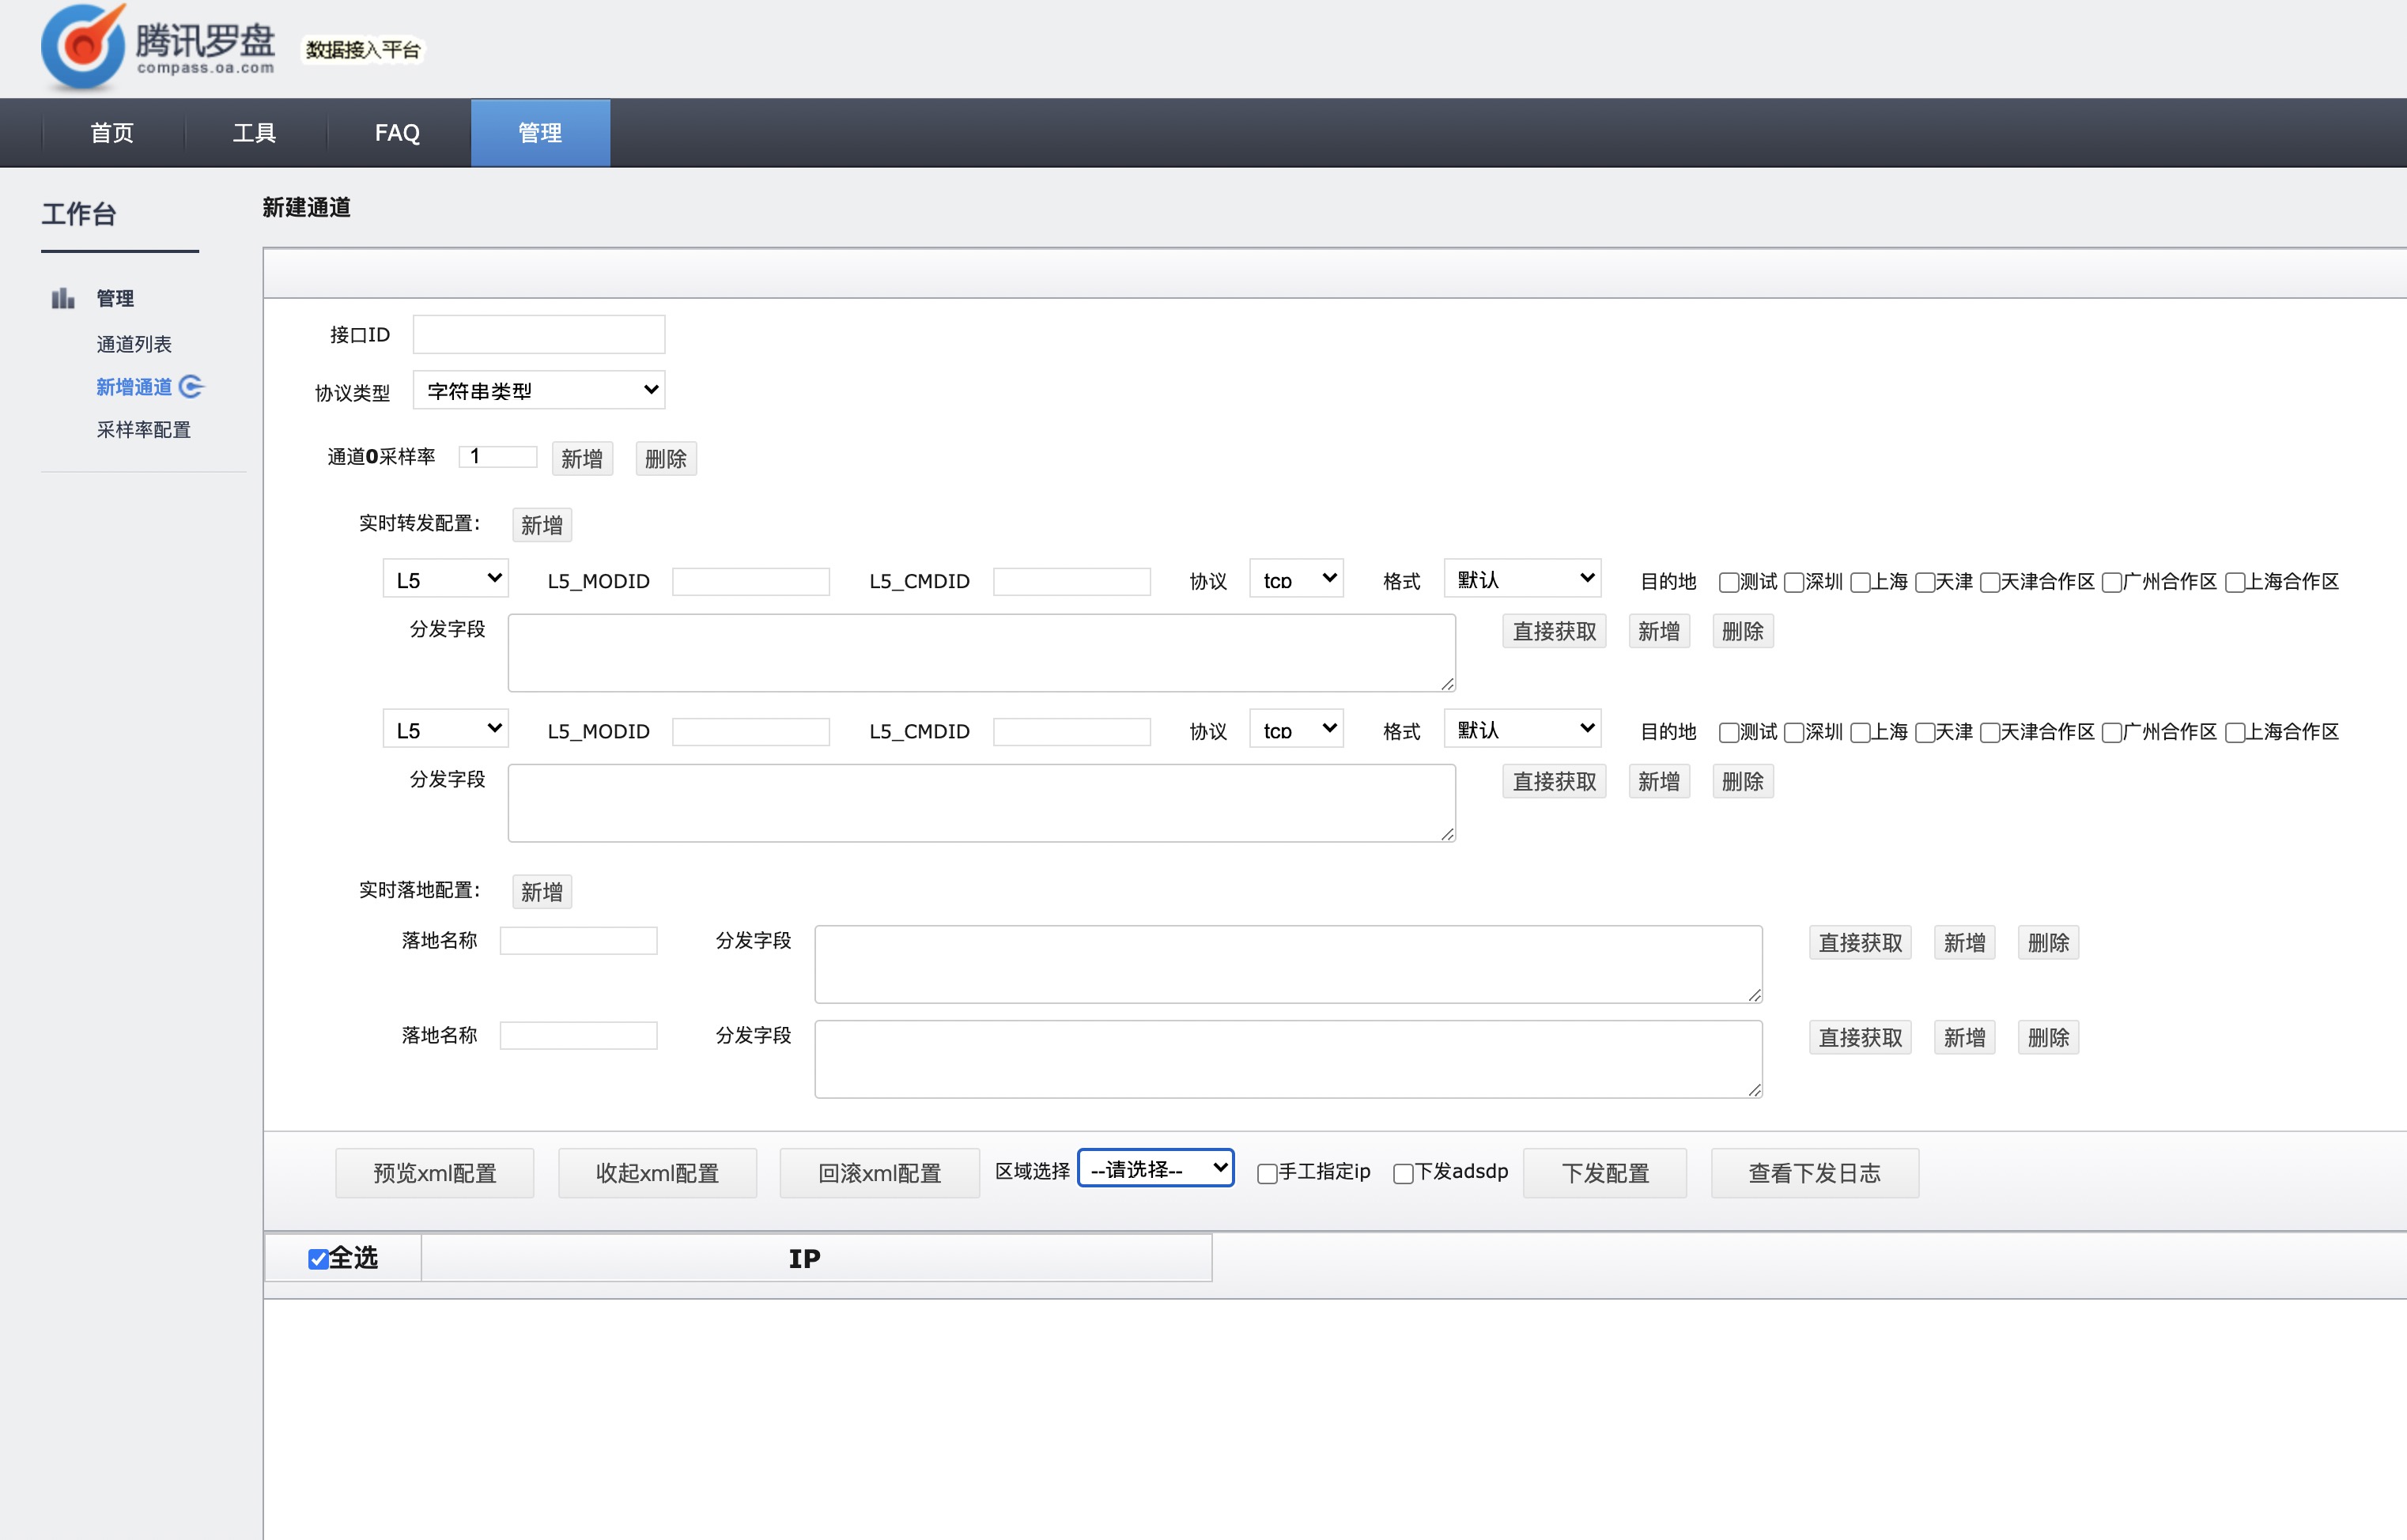 腾讯罗盘 数据接入平台
compass.oa.com
首页 工具 FAQ 管理
工作台
管理
通道列表
新增通道
采样率配置
新建通道
接口ID
协议类型 字符串类型
通道0采样率 1 新增 删除
实时转发配置: 新增
L5 L5_MODID L5_CMDID 协议 tcp 格式 默认 目的地 测试 深圳 上海 天津 天津合作区 广州合作区 上海合作区
分发字段 直接获取 新增 删除
L5 L5_MODID L5_CMDID 协议 tcp 格式 默认 目的地 测试 深圳 上海 天津 天津合作区 广州合作区 上海合作区
分发字段 直接获取 新增 删除
实时落地配置: 新增
落地名称 分发字段 直接获取 新增 删除
落地名称 分发字段 直接获取 新增 删除
预览xml配置 收起xml配置 回滚xml配置 区域选择 --请选择-- 手工指定ip 下发adsdp 下发配置 查看下发日志
全选 IP